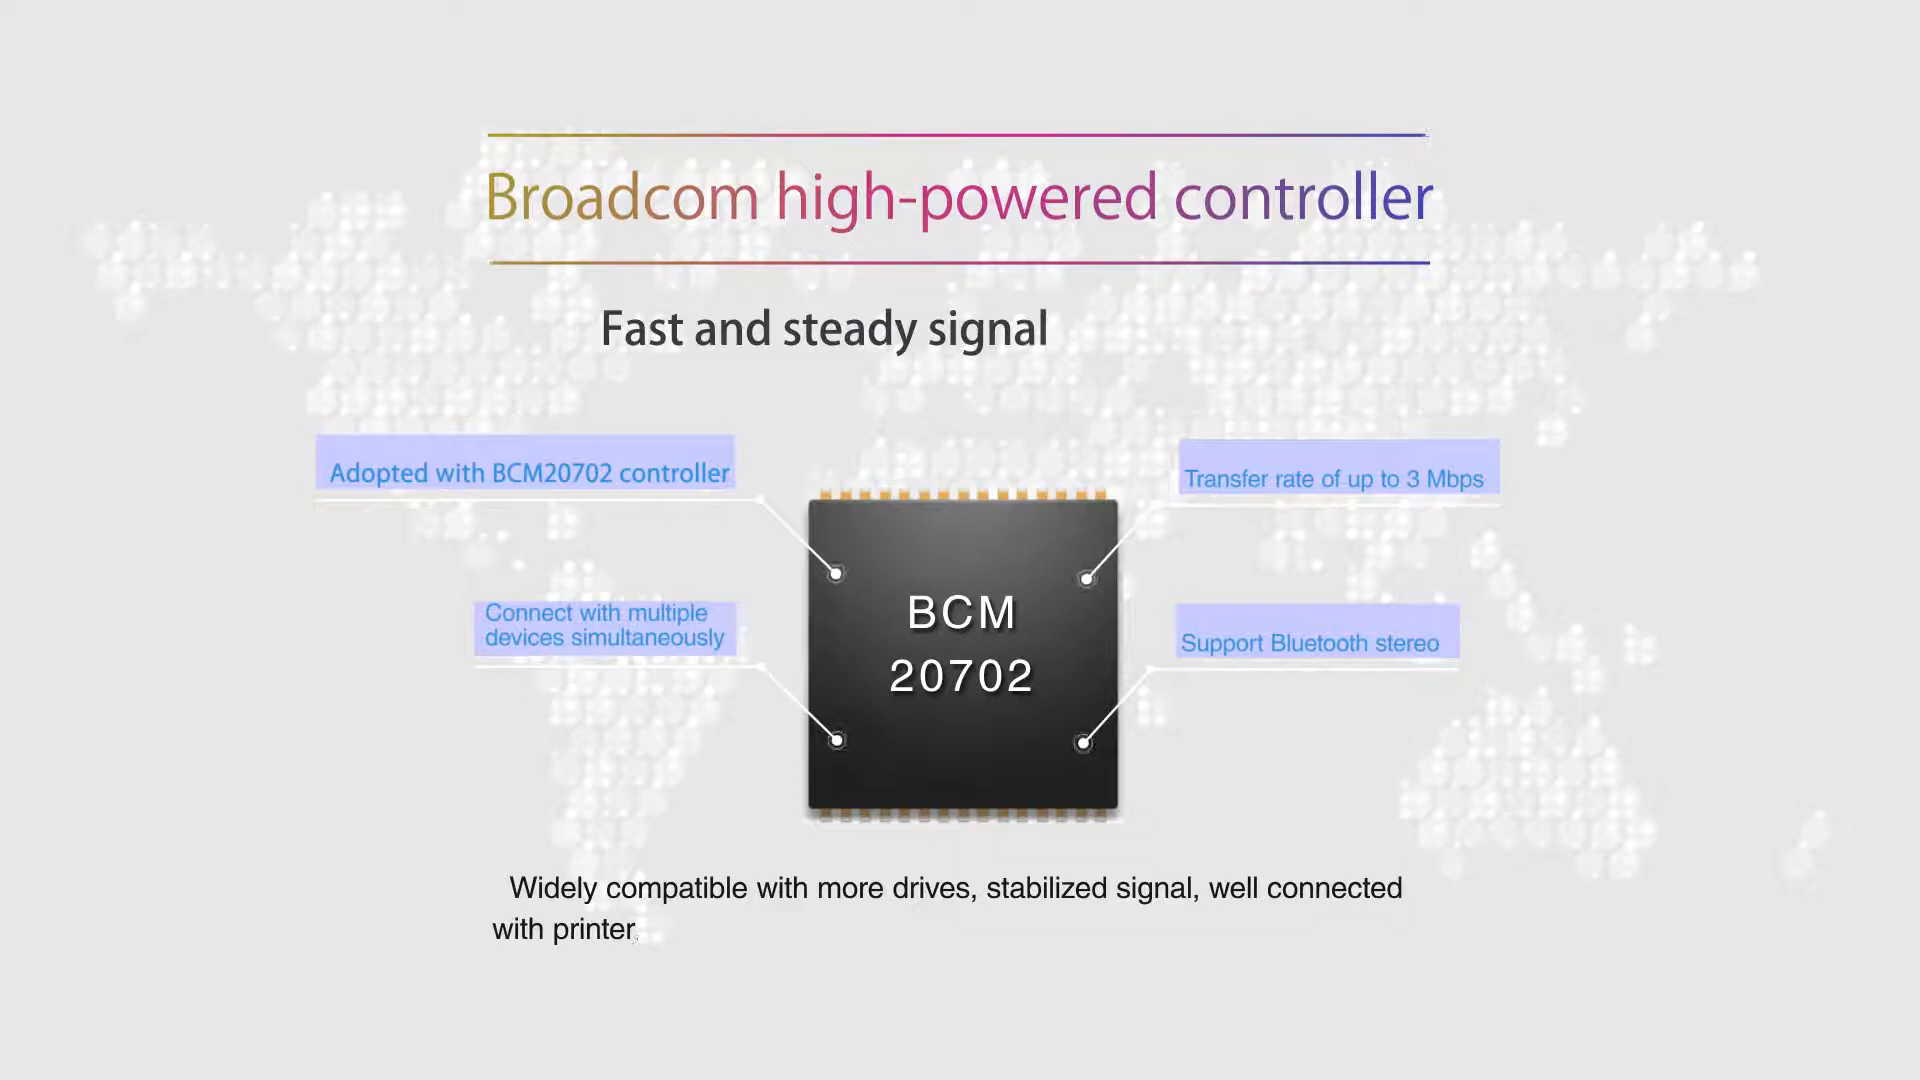 Broadcom high-powered controller
Fast and steady signal
Adopted with BCM20702 controller
Transfer rate of up to 3 Mbps
Connect with multiple
devices simultaneously
Support Bluetooth stereo
BCM
20702
Widely compatible with more drives, stabilized signal, well connected
with printer